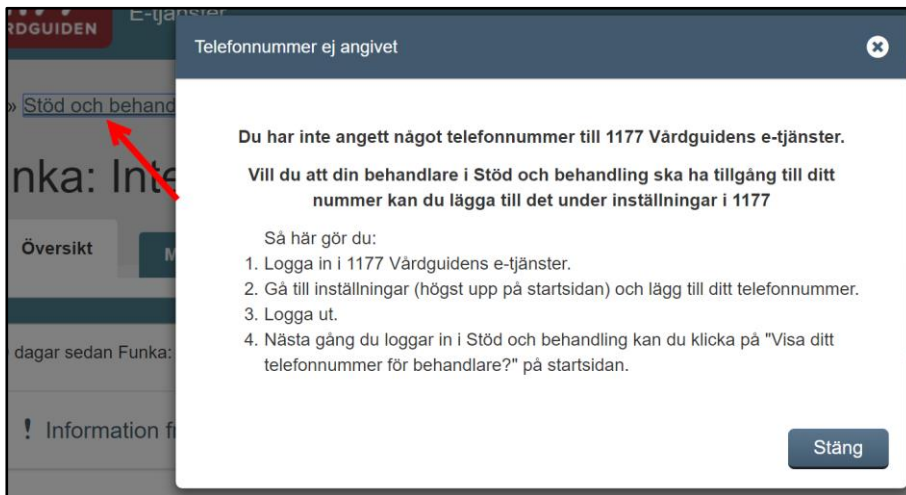 RDGUIDEN
E-tjänster
Telefonnummer ej angivet
» Stöd och behand
Du har inte angett något telefonnummer till 1177 Vårdguidens e-tjänster.
Vill du att din behandlare i Stöd och behandling ska ha tillgång till ditt
nummer kan du lägga till det under inställningar i 1177
nka: Inte
Översikt
M
Så här gör du:
1. Logga in i 1177 Vårdguidens e-tjänster.
2. Gå till inställningar (högst upp på startsidan) och lägg till ditt telefonnummer.
3. Logga ut.
4. Nästa gång du loggar in i Stöd och behandling kan du klicka på "Visa ditt
telefonnummer för behandlare?" på startsidan.
dagar sedan Funka:
! Information fr
Stäng